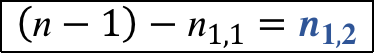 (n − 1) − n₁,₁ = n₁,₂